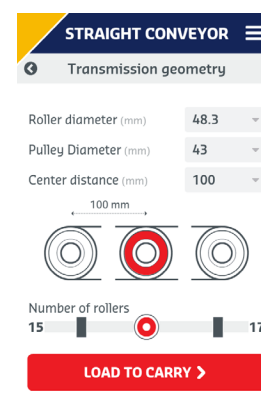 STRAIGHT CONVEYOR
Transmission geometry
Roller diameter (mm) 48.3
Pulley Diameter (mm) 43
Center distance (mm) 100
100 mm
Number of rollers
15
LOAD TO CARRY